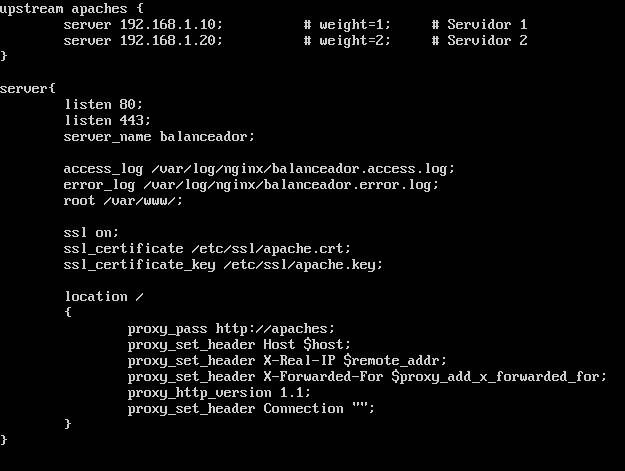 upstream apaches {
        server 192.168.1.10;          # weight=1;     # Servidor 1
        server 192.168.1.20;          # weight=2;     # Servidor 2
}

server{
        listen 80;
        listen 443;
        server_name balanceador;

        access_log /var/log/nginx/balanceador.access.log;
        error_log /var/log/nginx/balanceador.error.log;
        root /var/www/;

        ssl on;
        ssl_certificate /etc/ssl/apache.crt;
        ssl_certificate_key /etc/ssl/apache.key;

        location /
        {
                proxy_pass http://apaches;
                proxy_set_header Host $host;
                proxy_set_header X-Real-IP $remote_addr;
                proxy_set_header X-Forwarded-For $proxy_add_x_forwarded_for;
                proxy_http_version 1.1;
                proxy_set_header Connection "";
        }
}